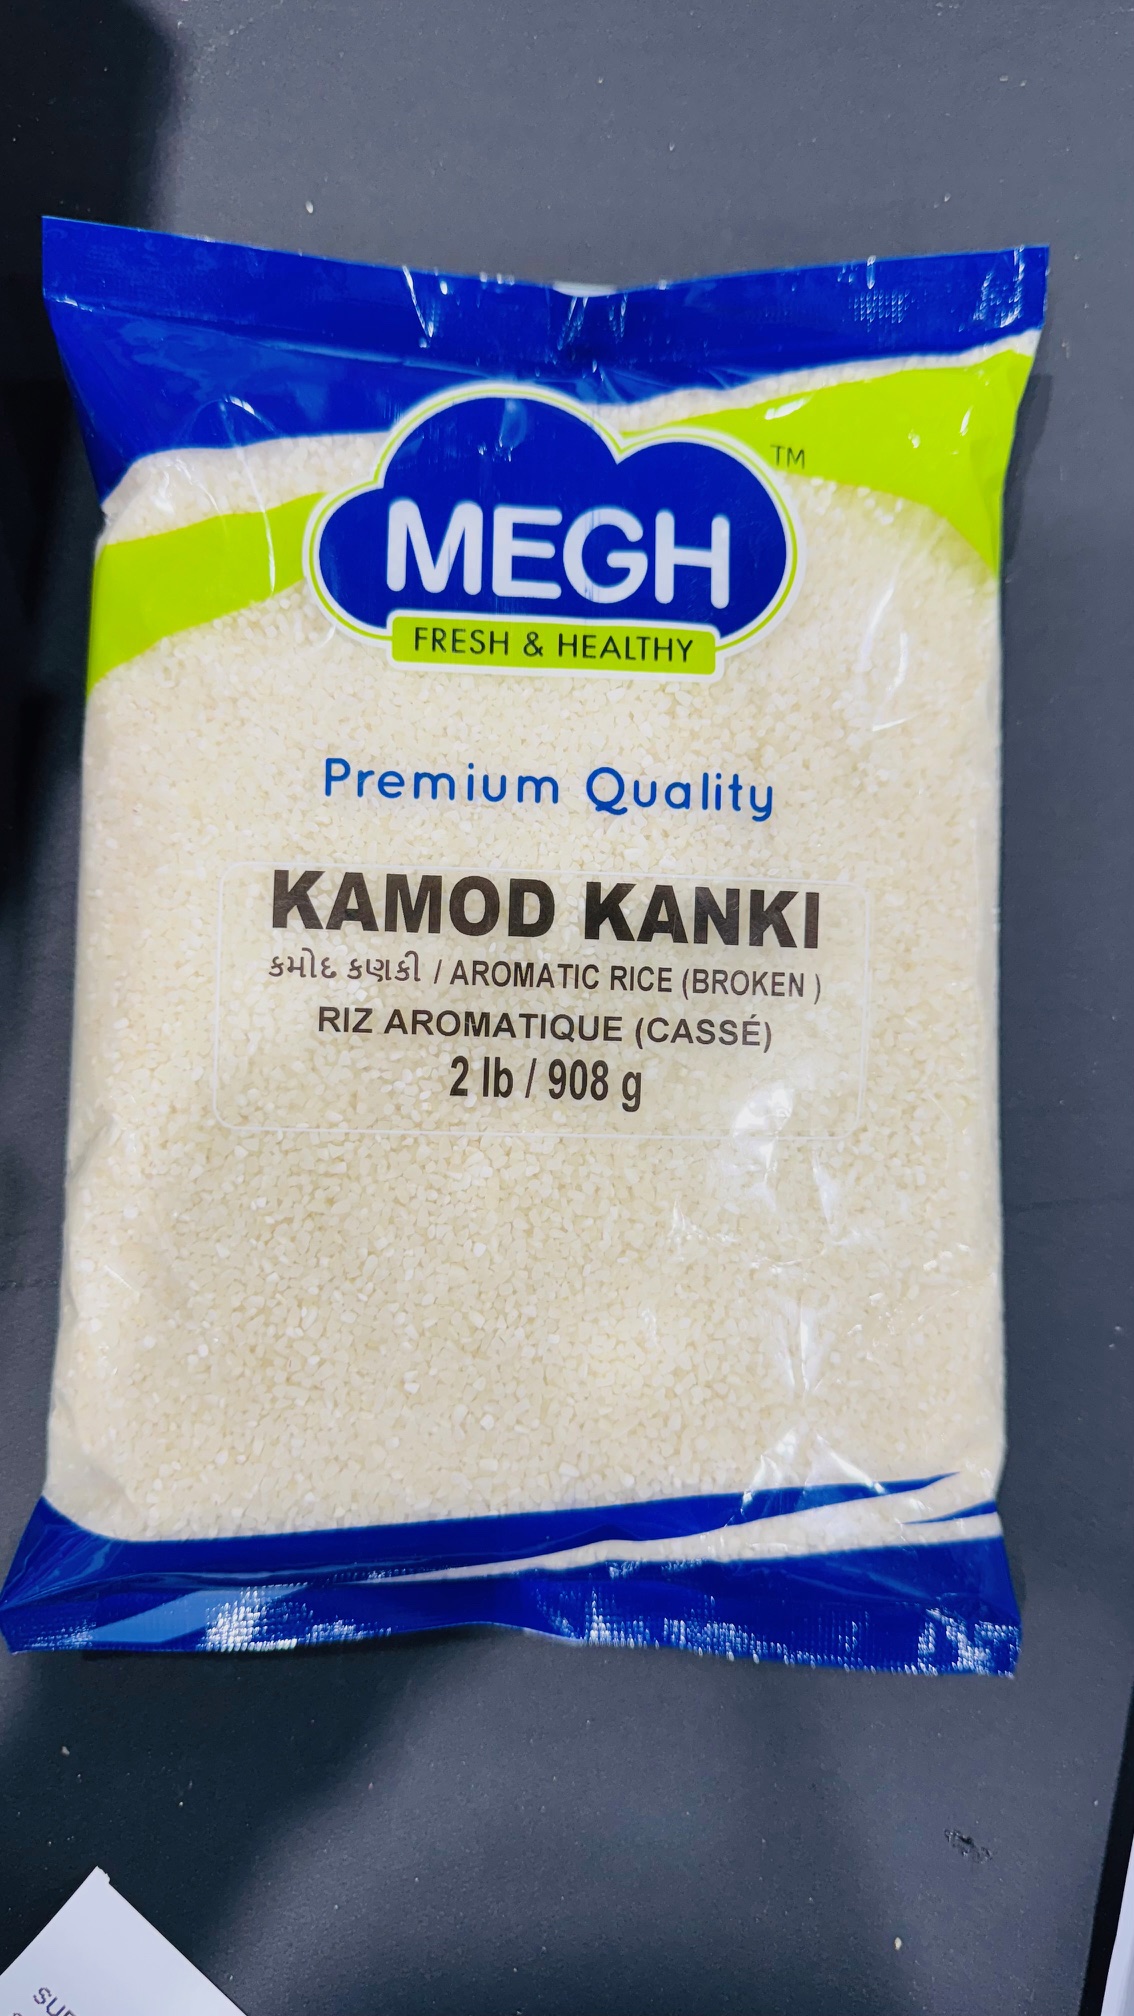 MEGH
TM
FRESH & HEALTHY
Premium Quality
KAMOD KANKI
કમોદ કણકી / AROMATIC RICE (BROKEN )
RIZ AROMATIQUE (CASSÉ)
2 lb / 908 g